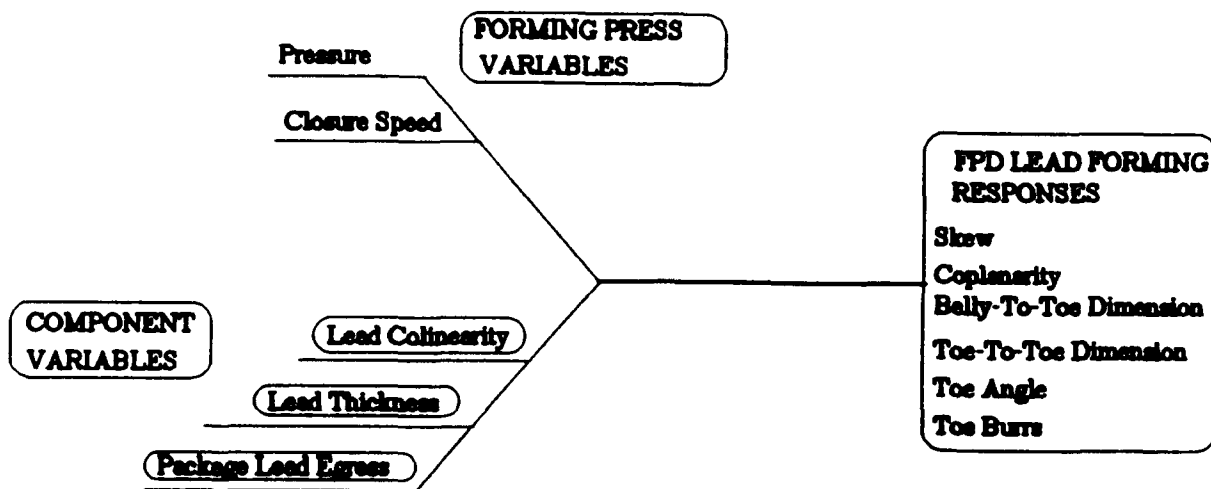 FORMING PRESS
VARIABLES
Pressure
Closure Speed
FPD LEAD FORMING
RESPONSES
Skew
Coplanarity
Belly-To-Toe Dimension
Toe-To-Toe Dimension
Toe Angle
Toe Burrs
COMPONENT
VARIABLES
Lead Colinearity
Lead Thickness
Package Lead Egress